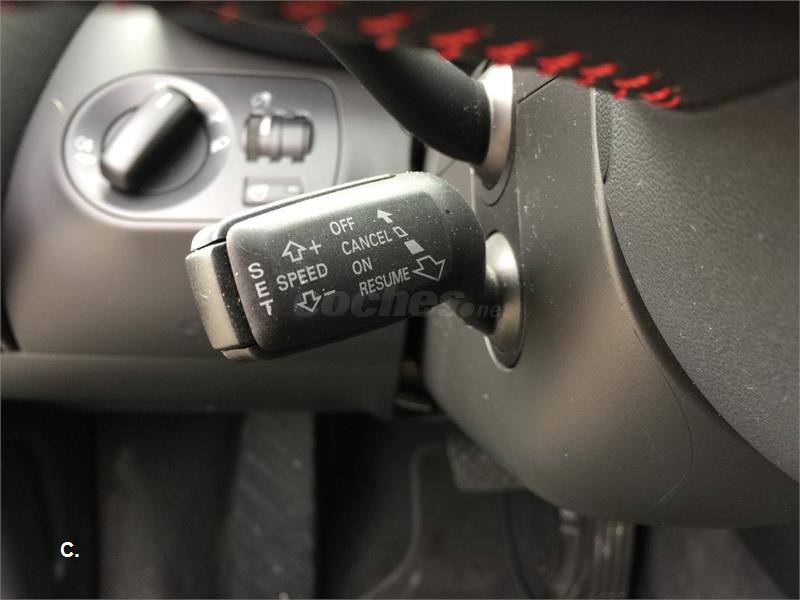 OFF
CANCEL
ON
RESUME
+
SPEED
−
SET
coches.net
C.